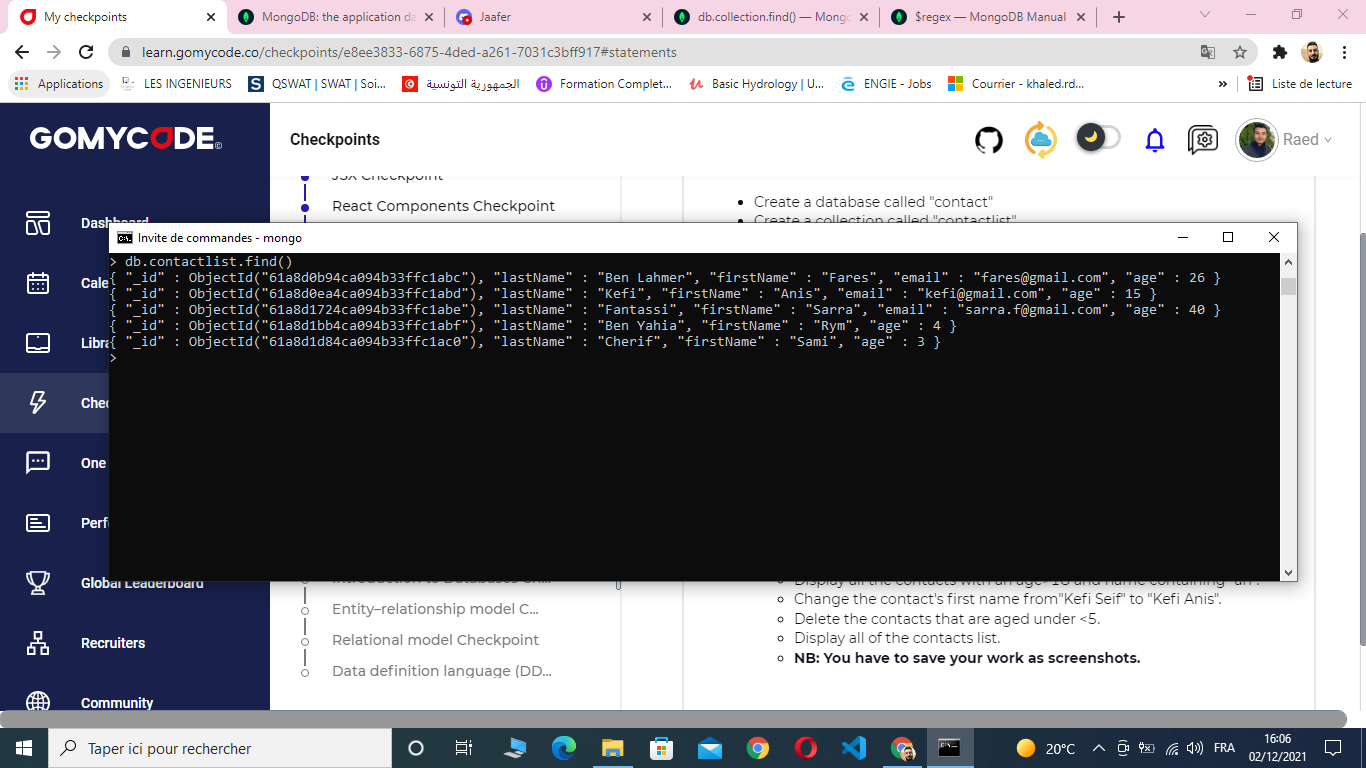 My checkpoints
MongoDB: the application da
Jaafer
db.collection.find() — Mongo
$regex — MongoDB Manual
learn.gomycode.co/checkpoints/e8ee3833-6875-4ded-a261-7031c3bff917#statements
Applications
LES INGENIEURS
QSWAT | SWAT | Soi...
الجمهورية التونسية
Formation Complet...
Basic Hydrology | U...
ENGIE - Jobs
Courrier - khaled.rd...
»
Liste de lecture
GOMYCODE©
Checkpoints
Raed
JSX Checkpoint
React Components Checkpoint
Create a database called "contact"
Create a collection called "contactlist"
Dashboard
Cale
Libra
Chec
One
Perf
Global Leaderboard
Recruiters
Community
Invite de commandes - mongo
> db.contactlist.find()
{ "_id" : ObjectId("61a8d0b94ca094b33ffc1abc"), "lastName" : "Ben Lahmer", "firstName" : "Fares", "email" : "fares@gmail.com", "age" : 26 }
{ "_id" : ObjectId("61a8d0ea4ca094b33ffc1abd"), "lastName" : "Kefi", "firstName" : "Anis", "email" : "kefi@gmail.com", "age" : 15 }
{ "_id" : ObjectId("61a8d1724ca094b33ffc1abe"), "lastName" : "Fantassi", "firstName" : "Sarra", "email" : "sarra.f@gmail.com", "age" : 40 }
{ "_id" : ObjectId("61a8d1bb4ca094b33ffc1abf"), "lastName" : "Ben Yahia", "firstName" : "Rym", "age" : 4 }
{ "_id" : ObjectId("61a8d1d84ca094b33ffc1ac0"), "lastName" : "Cherif", "firstName" : "Sami", "age" : 3 }
>
Introduction to Databases Ch...
Entity–relationship model C...
Relational model Checkpoint
Data definition language (DD...
Display all the contacts with an age>18 and name containing "ah".
Change the contact's first name from"Kefi Seif" to "Kefi Anis".
Delete the contacts that are aged under <5.
Display all of the contacts list.
NB: You have to save your work as screenshots.
Taper ici pour rechercher
20°C
FRA
16:06
02/12/2021